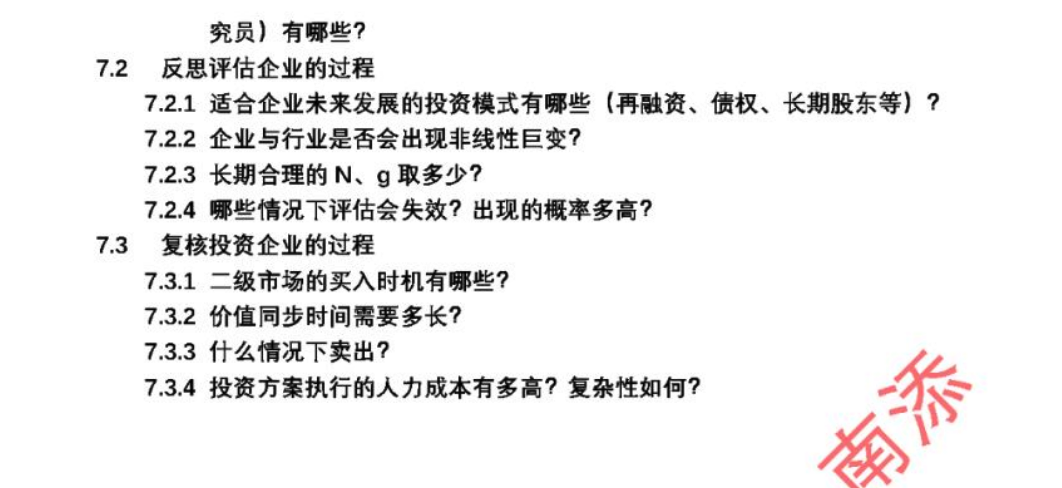 究员）有哪些？
7.2 反思评估企业的过程
7.2.1 适合企业未来发展的投资模式有哪些（再融资、债权、长期股东等）？
7.2.2 企业与行业是否会出现非线性巨变？
7.2.3 长期合理的 N、g 取多少？
7.2.4 哪些情况下评估会失效？出现的概率多高？
7.3 复核投资企业的过程
7.3.1 二级市场的买入时机有哪些？
7.3.2 价值同步时间需要多长？
7.3.3 什么情况下卖出？
7.3.4 投资方案执行的人力成本有多高？复杂性如何？
南添